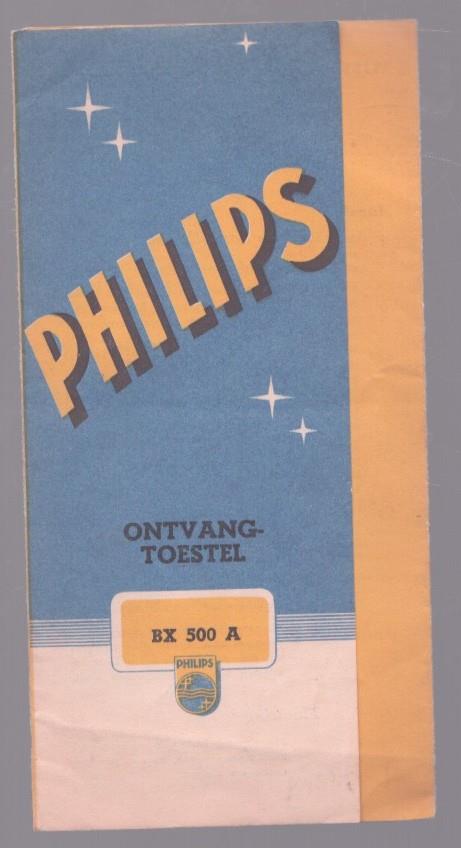 PHILIPS
ONTVANG-
TOESTEL
BX 500 A
PHILIPS